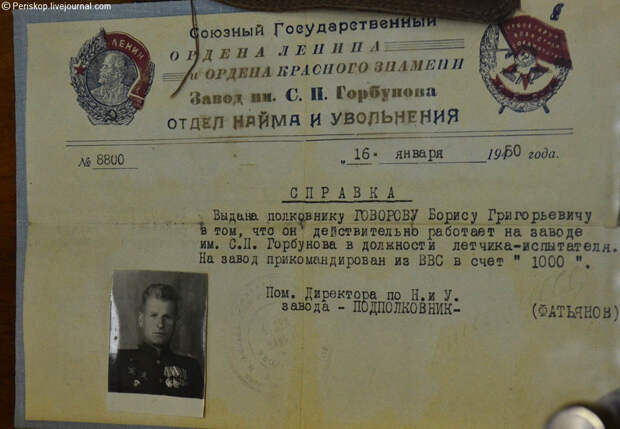 © Periskop.livejournal.com
Союзный Государственный
ОРДЕНА ЛЕНИНА
и ОРДЕНА КРАСНОГО ЗНАМЕНИ
Завод им. С. П. Горбунова
ОТДЕЛ НАЙМА И УВОЛЬНЕНИЯ
ЛЕНИН
№ 8800 „ 16 - января 1950 года.
СПРАВКА
Выдана полковнику ГОВОРОВУ Борису Григорьевичу
в том, что он действительно работает на заводе
им. С.П. Горбунова в должности летчика-испытателя.
На завод прикомандирован из ВВС в счет " 1000 ".
Пом. Директора по Н.и У.
завода - ПОДПОЛКОВНИК-
(ФАТЬЯНОВ)